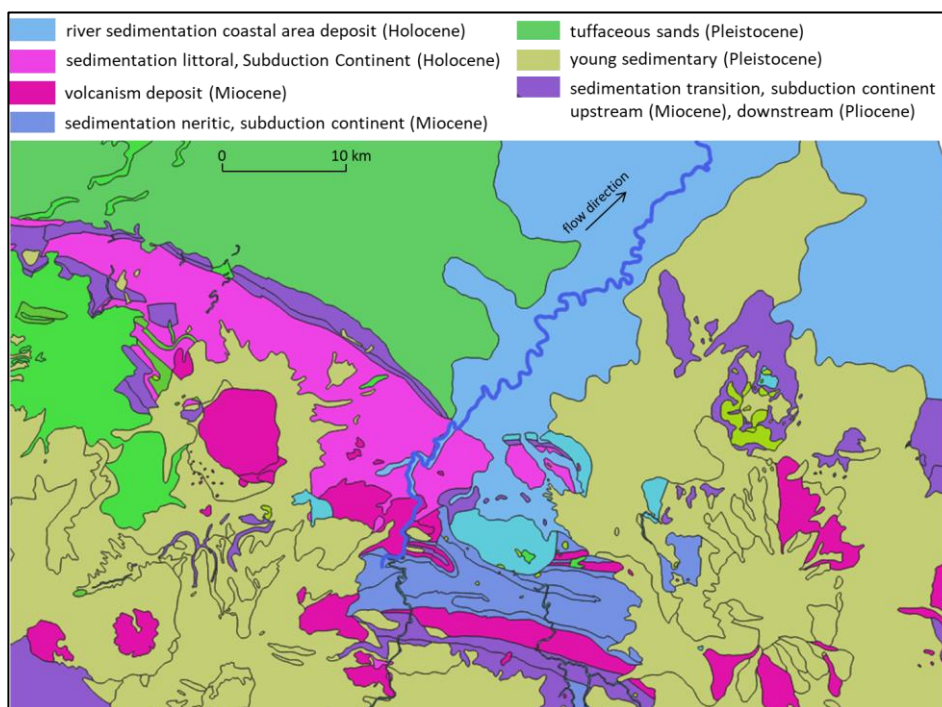 river sedimentation coastal area deposit (Holocene)
sedimentation littoral, Subduction Continent (Holocene)
volcanism deposit (Miocene)
sedimentation neritic, subduction continent (Miocene)
tuffaceous sands (Pleistocene)
young sedimentary (Pleistocene)
sedimentation transition, subduction continent
upstream (Miocene), downstream (Pliocene)
0 10 km
flow direction